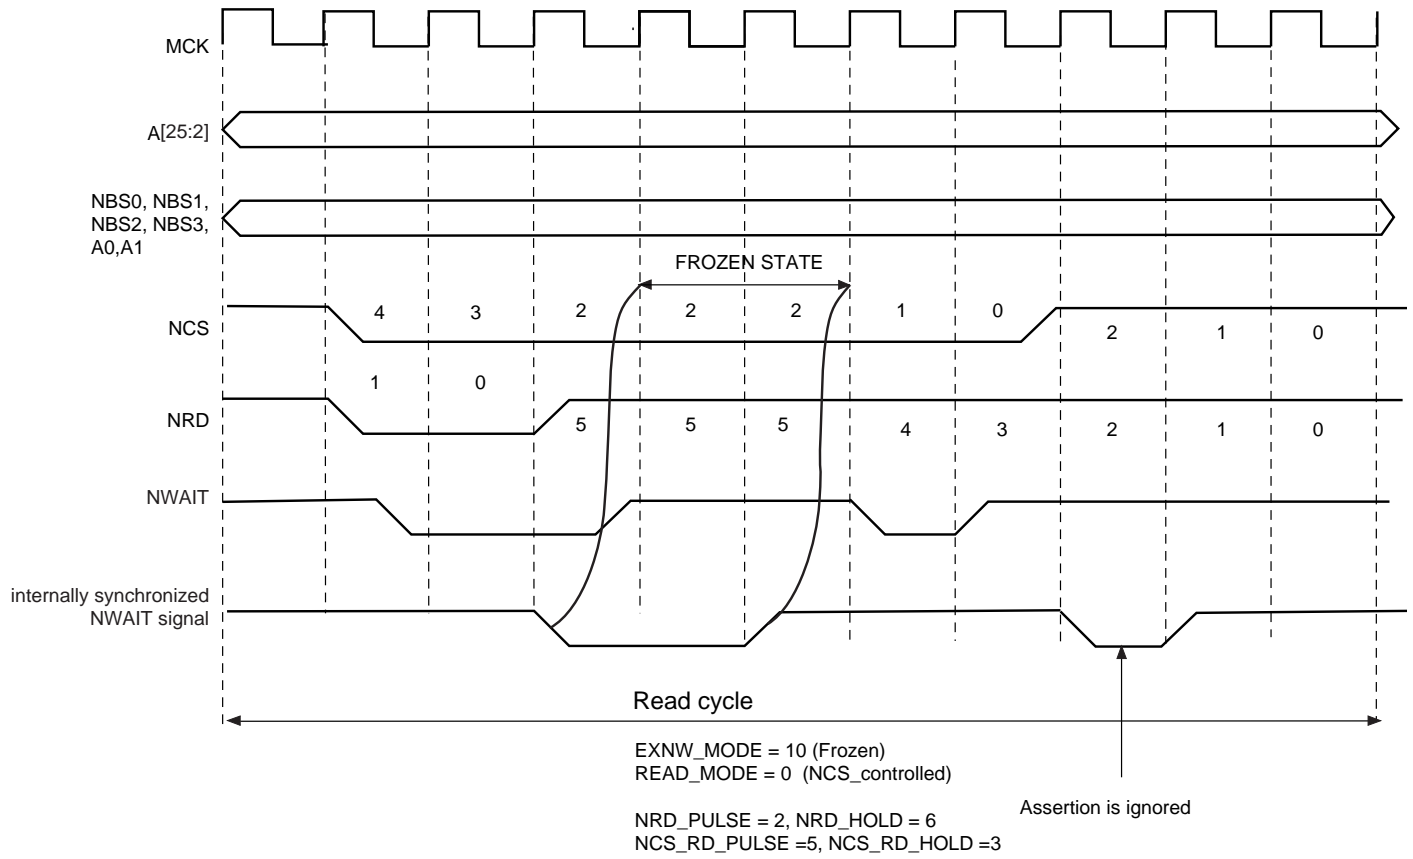 MCK
A[25:2]
NBS0, NBS1,
NBS2, NBS3,
A0,A1
FROZEN STATE
NCS
4 3 2 2 2 1 0
2 1 0
1 0
NRD
5 5 5 4 3 2 1 0
NWAIT
internally synchronized
NWAIT signal
Read cycle
EXNW_MODE = 10 (Frozen)
READ_MODE = 0 (NCS_controlled)
Assertion is ignored
NRD_PULSE = 2, NRD_HOLD = 6
NCS_RD_PULSE =5, NCS_RD_HOLD =3